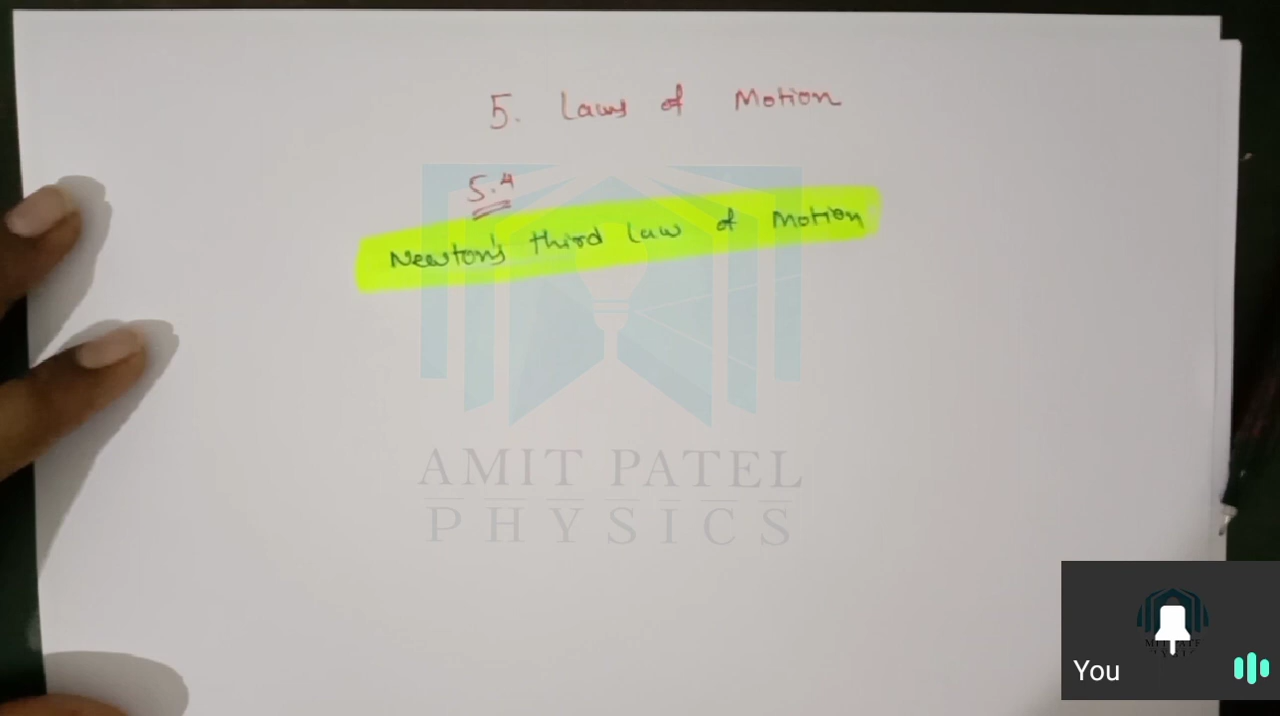 5. Laws of Motion
5.4
Newton's third Law of Motion
AMIT PATEL
PHYSICS
You